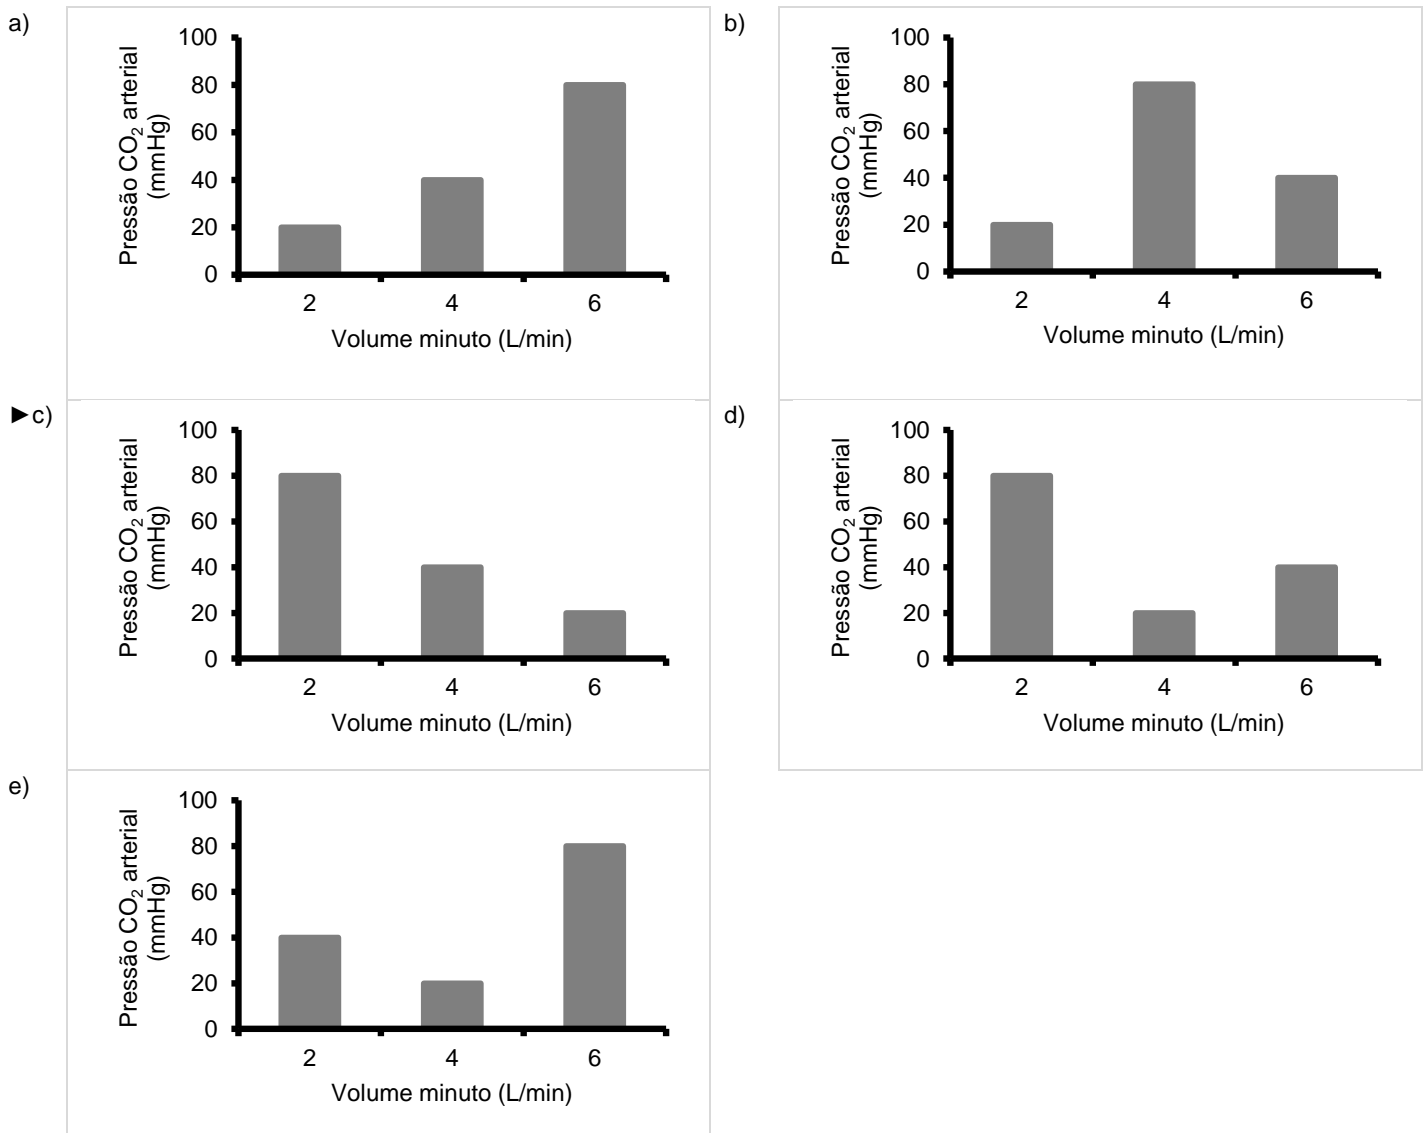 a)
Pressão CO₂ arterial
(mmHg)
100
80
60
40
20
0
2 4 6
Volume minuto (L/min)
b)
Pressão CO₂ arterial
(mmHg)
100
80
60
40
20
0
2 4 6
Volume minuto (L/min)
►c)
Pressão CO₂ arterial
(mmHg)
100
80
60
40
20
0
2 4 6
Volume minuto (L/min)
d)
Pressão CO₂ arterial
(mmHg)
100
80
60
40
20
0
2 4 6
Volume minuto (L/min)
e)
Pressão CO₂ arterial
(mmHg)
100
80
60
40
20
0
2 4 6
Volume minuto (L/min)